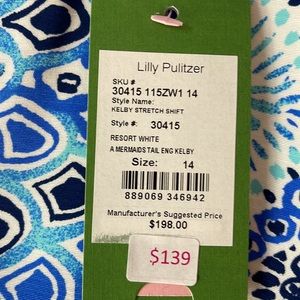 Lilly Pulitzer
SKU #
30415 115ZW1 14
Style Name:
KELBY STRETCH SHIFT
Style #: 30415
RESORT WHITE
A MERMAIDS TAIL ENG KELBY
Size: 14
889069 346942
Manufacturer's Suggested Price
$198.00
$139